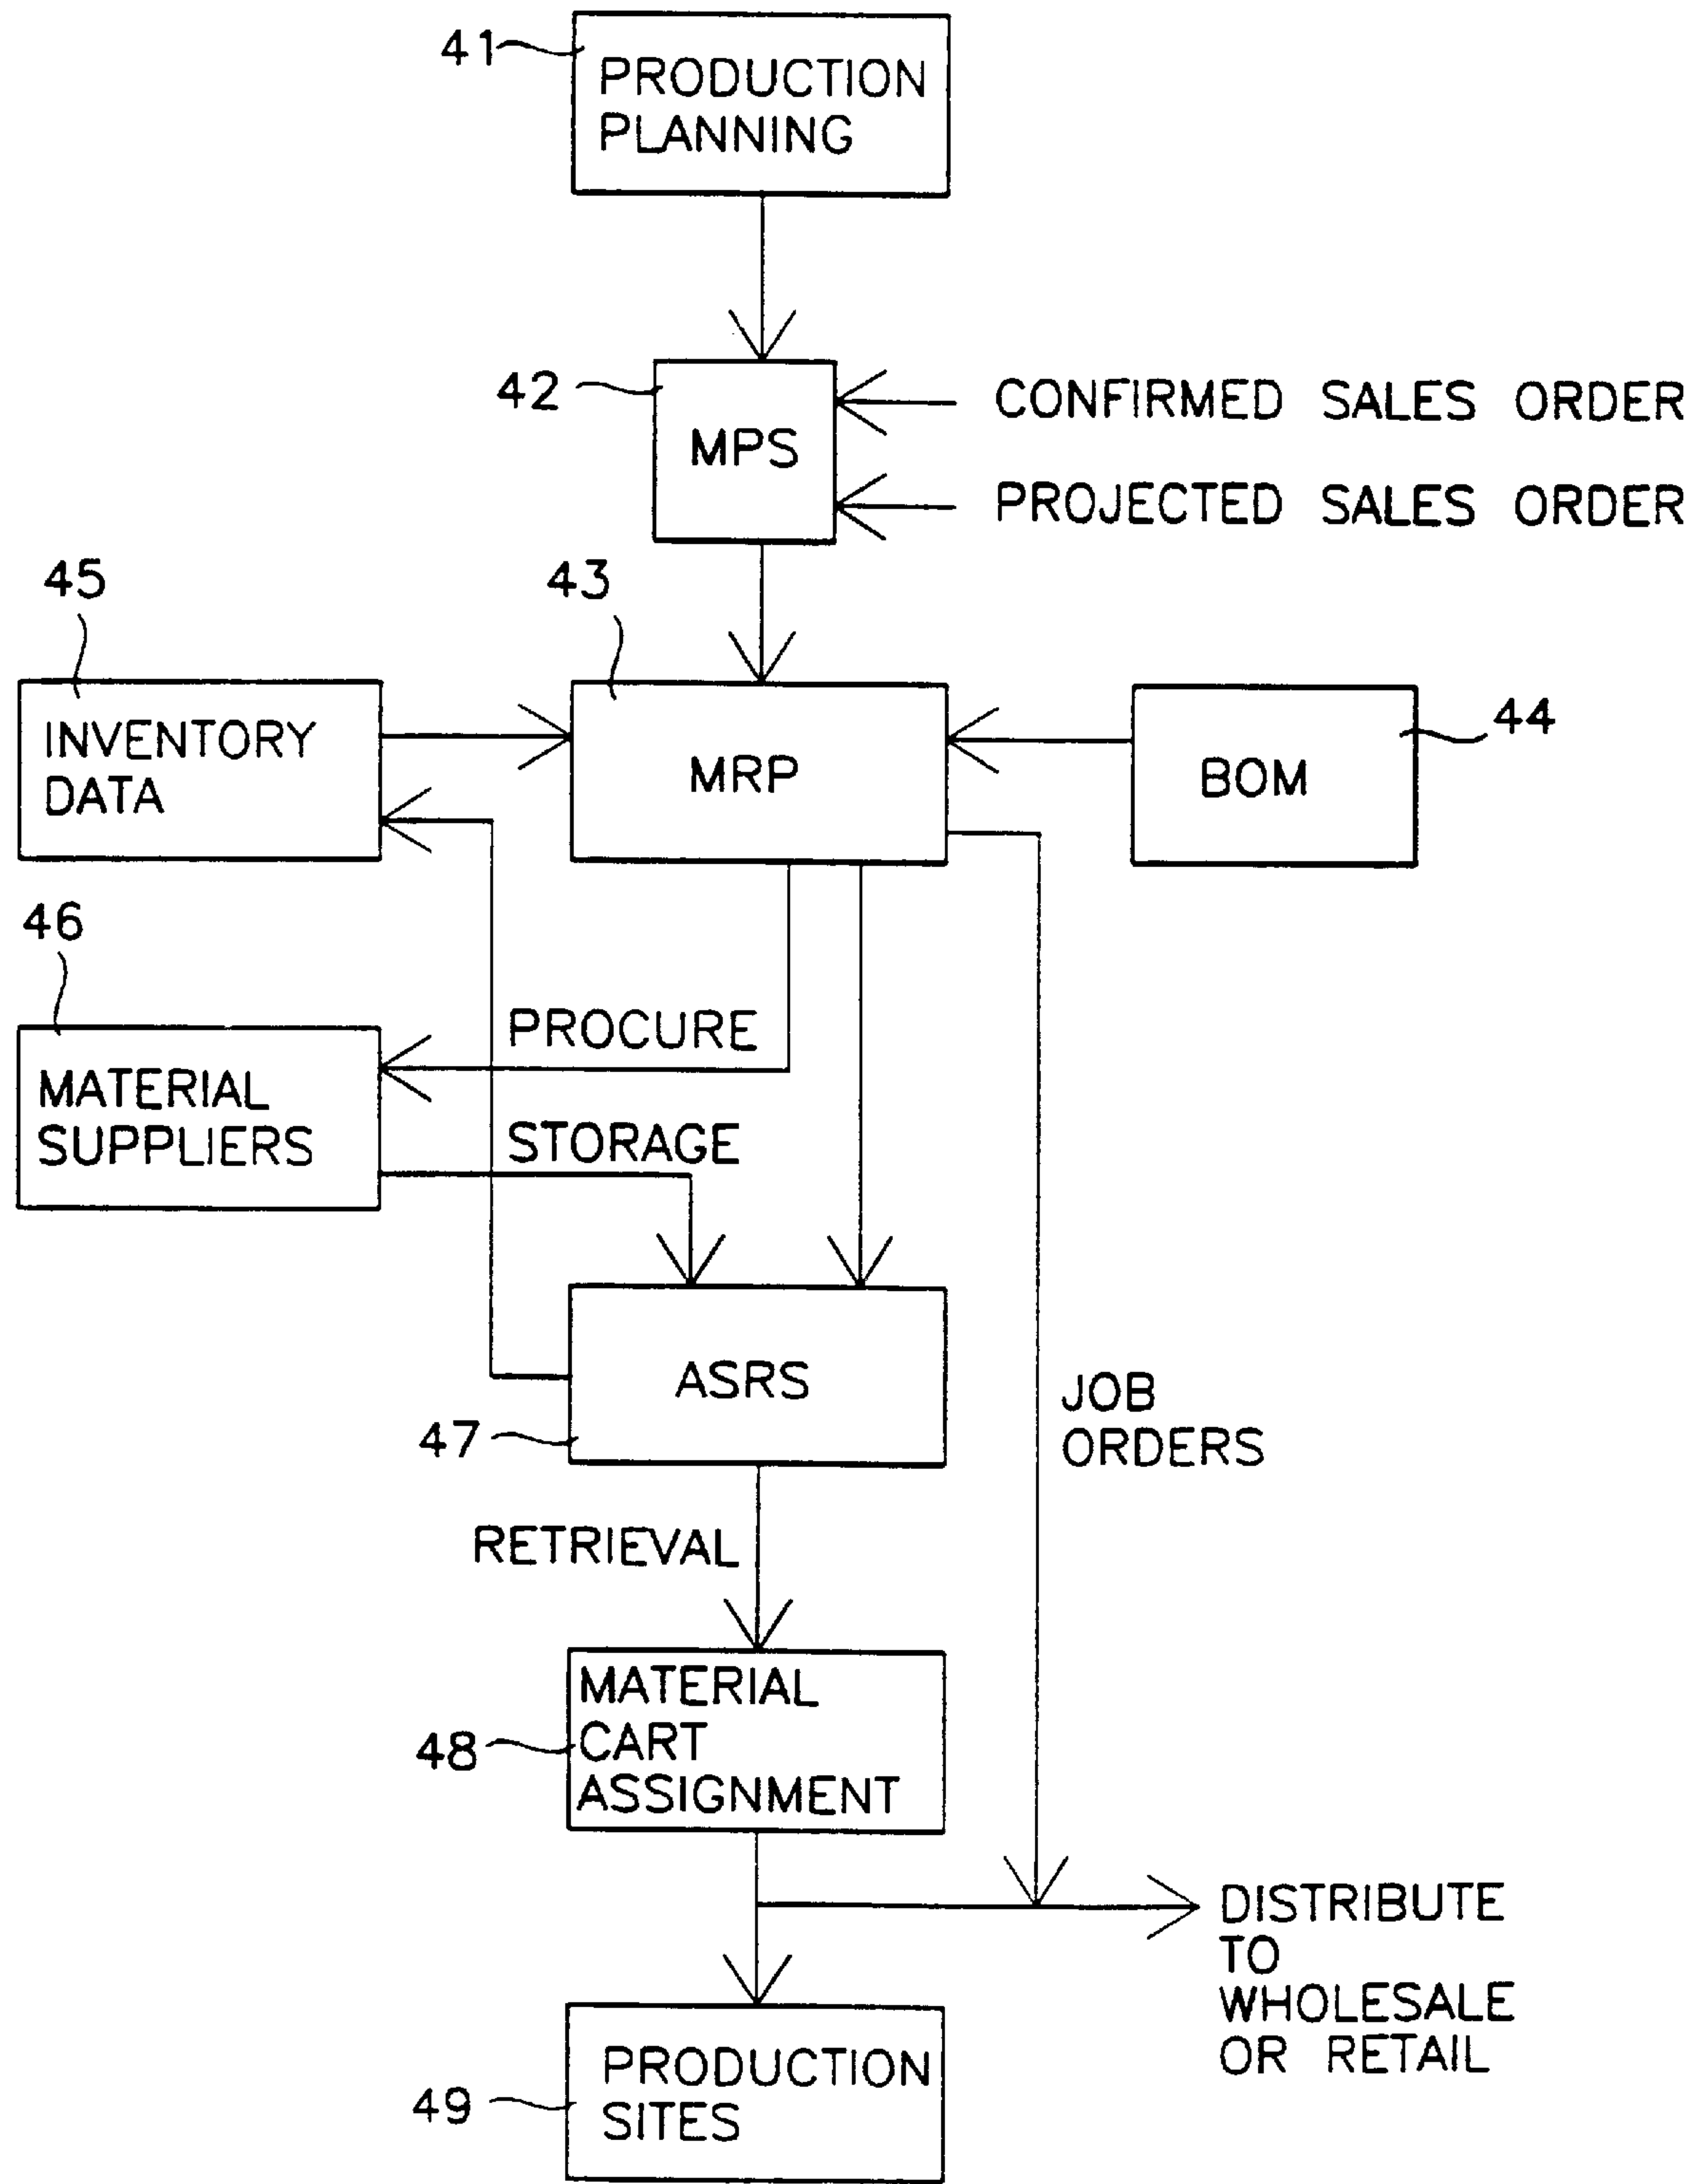 41
PRODUCTION
PLANNING
42
MPS
CONFIRMED SALES ORDER
PROJECTED SALES ORDER
45
43
INVENTORY
DATA
MRP
BOM
44
46
PROCURE
MATERIAL
SUPPLIERS
STORAGE
ASRS
47
JOB
ORDERS
RETRIEVAL
MATERIAL
CART
ASSIGNMENT
48
DISTRIBUTE
TO
WHOLESALE
OR RETAIL
PRODUCTION
SITES
49